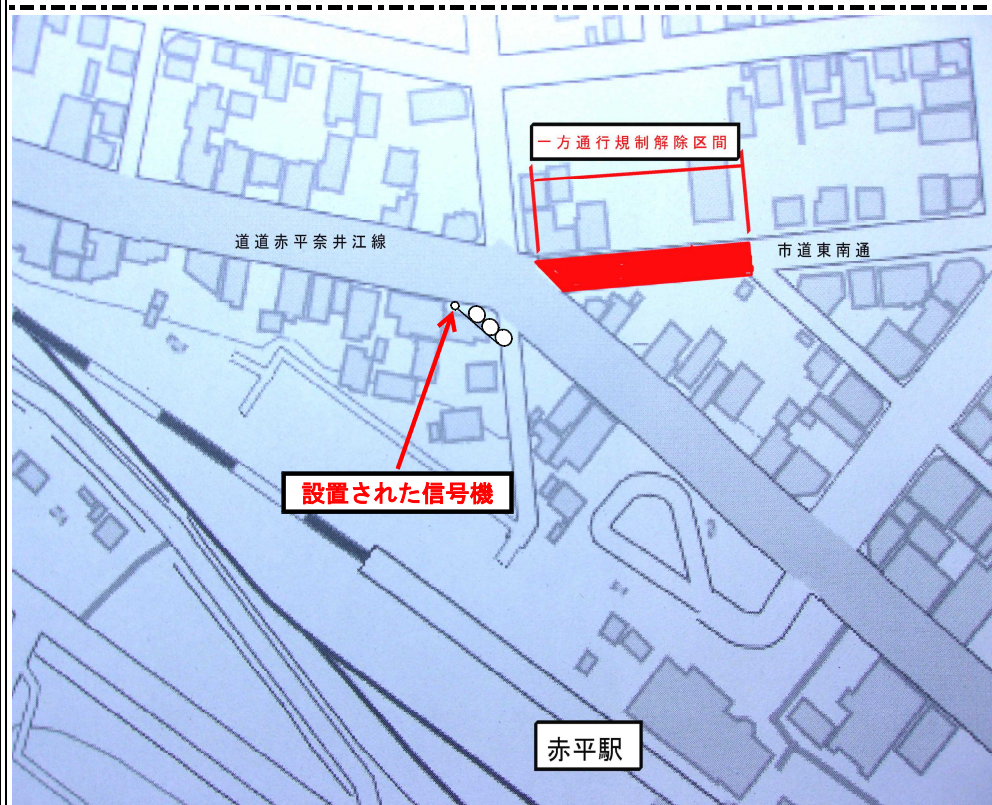 一方通行規制解除区間
道道赤平奈井江線
市道東南通
設置された信号機
赤平駅